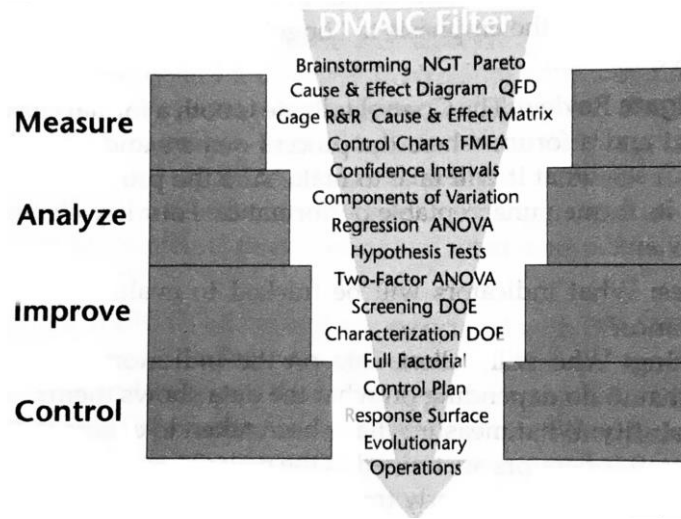 DMAIC Filter
Brainstorming NGT Pareto
Cause & Effect Diagram QFD
Measure
Gage R&R Cause & Effect Matrix
Control Charts FMEA
Confidence Intervals
Components of Variation
Analyze
Regression ANOVA
Hypothesis Tests
Two-Factor ANOVA
Improve
Screening DOE
Characterization DOE
Full Factorial
Control Plan
Control
Response Surface
Evolutionary
Operations